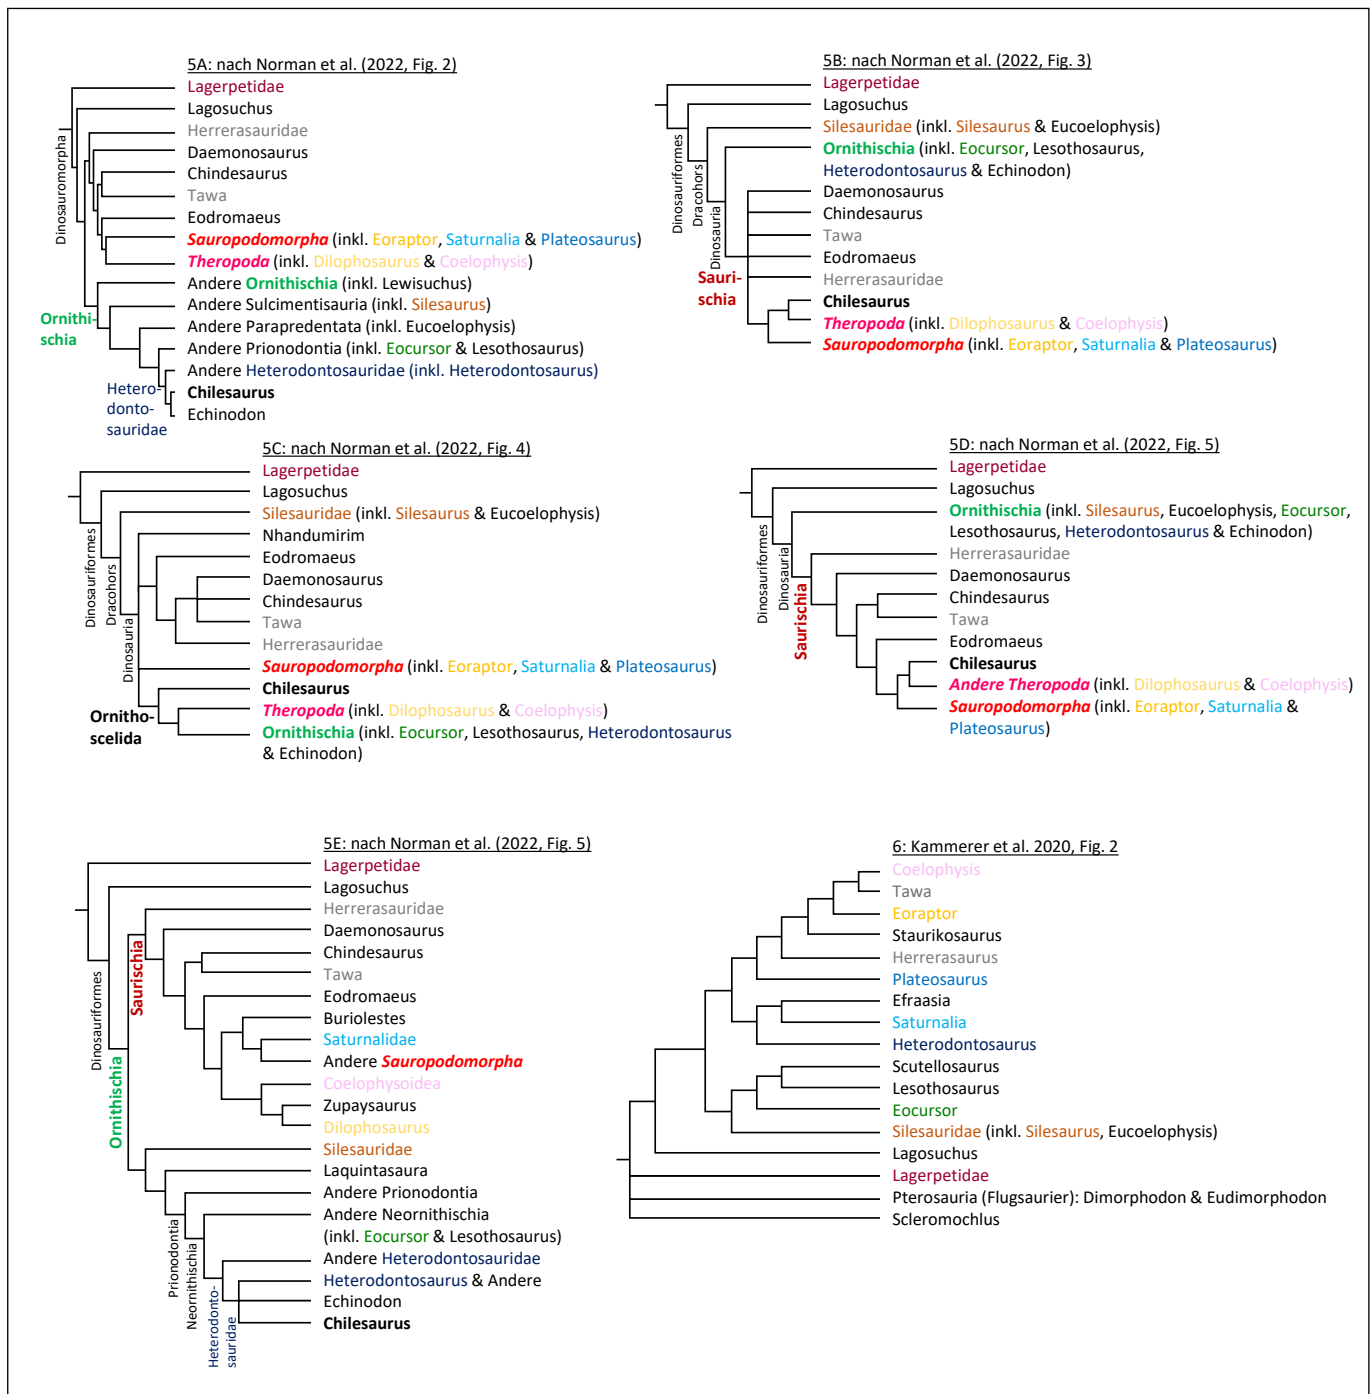 5A: nach Norman et al. (2022, Fig. 2)
Lagerpetidae
Lagosuchus
Herrerasauridae
Daemonosaurus
Chindesaurus
Tawa
Eodromaeus
Sauropodomorpha (inkl. Eoraptor, Saturnalia & Plateosaurus)
Theropoda (inkl. Dilophosaurus & Coelophysis)
Andere Ornithischia (inkl. Lewisuchus)
Andere Sulcimentisauria (inkl. Silesaurus)
Andere Parapredentata (inkl. Eucoelophysis)
Andere Prionodontia (inkl. Eocursor & Lesothosaurus)
Andere Heterodontosauridae (inkl. Heterodontosaurus)
Chilesaurus
Echinodon
Dinosauromorpha
Ornithi-
schia
Hetero-
donto-
sauridae
5B: nach Norman et al. (2022, Fig. 3)
Lagerpetidae
Lagosuchus
Silesauridae (inkl. Silesaurus & Eucoelophysis)
Ornithischia (inkl. Eocursor, Lesothosaurus,
Heterodontosaurus & Echinodon)
Daemonosaurus
Chindesaurus
Tawa
Eodromaeus
Herrerasauridae
Chilesaurus
Theropoda (inkl. Dilophosaurus & Coelophysis)
Sauropodomorpha (inkl. Eoraptor, Saturnalia & Plateosaurus)
Dinosauriformes
Dracohors
Dinosauria
Sauri-
schia
5C: nach Norman et al. (2022, Fig. 4)
Lagerpetidae
Lagosuchus
Silesauridae (inkl. Silesaurus & Eucoelophysis)
Nhandumirim
Eodromaeus
Daemonosaurus
Chindesaurus
Tawa
Herrerasauridae
Sauropodomorpha (inkl. Eoraptor, Saturnalia & Plateosaurus)
Chilesaurus
Theropoda (inkl. Dilophosaurus & Coelophysis)
Ornithischia (inkl. Eocursor, Lesothosaurus, Heterodontosaurus
& Echinodon)
Dinosauriformes
Dracohors
Dinosauria
Ornitho-
scelida
5D: nach Norman et al. (2022, Fig. 5)
Lagerpetidae
Lagosuchus
Ornithischia (inkl. Silesaurus, Eucoelophysis, Eocursor,
Lesothosaurus, Heterodontosaurus & Echinodon)
Herrerasauridae
Daemonosaurus
Chindesaurus
Tawa
Eodromaeus
Chilesaurus
Andere Theropoda (inkl. Dilophosaurus & Coelophysis)
Sauropodomorpha (inkl. Eoraptor, Saturnalia &
Plateosaurus)
Dinosauriformes
Dinosauria
Saurischia
5E: nach Norman et al. (2022, Fig. 5)
Lagerpetidae
Lagosuchus
Herrerasauridae
Daemonosaurus
Chindesaurus
Tawa
Eodromaeus
Buriolestes
Saturnalidae
Andere Sauropodomorpha
Coelophysoidea
Zupaysaurus
Dilophosaurus
Silesauridae
Laquintasaura
Andere Prionodontia
Andere Neornithischia
(inkl. Eocursor & Lesothosaurus)
Andere Heterodontosauridae
Heterodontosaurus & Andere
Echinodon
Chilesaurus
Dinosauriformes
Ornithischia
Saurischia
Prionodontia
Neornithischia
Heterodonto-
sauridae
6: Kammerer et al. 2020, Fig. 2
Coelophysis
Tawa
Eoraptor
Staurikosaurus
Herrerasaurus
Plateosaurus
Efraasia
Saturnalia
Heterodontosaurus
Scutellosaurus
Lesothosaurus
Eocursor
Silesauridae (inkl. Silesaurus, Eucoelophysis)
Lagosuchus
Lagerpetidae
Pterosauria (Flugsaurier): Dimorphodon & Eudimorphodon
Scleromochlus